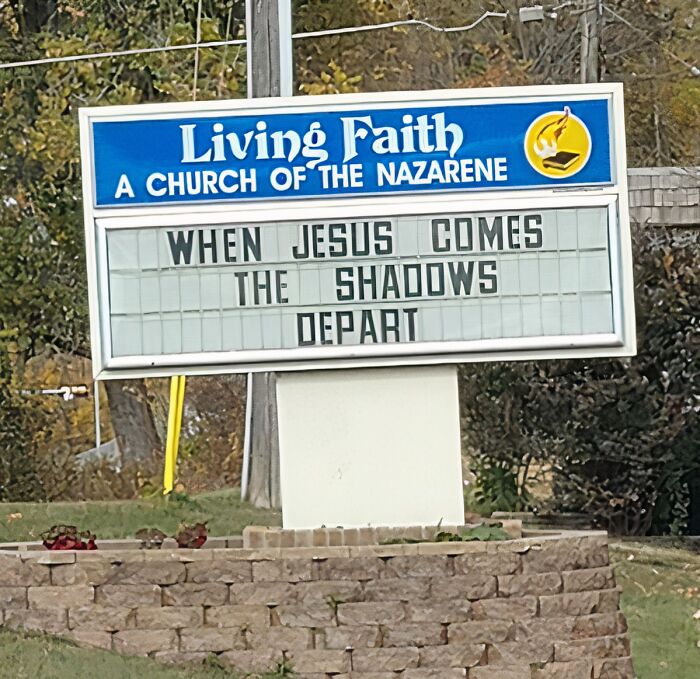 Living Faith
A CHURCH OF THE NAZARENE
WHEN JESUS COMES
THE SHADOWS
DEPART